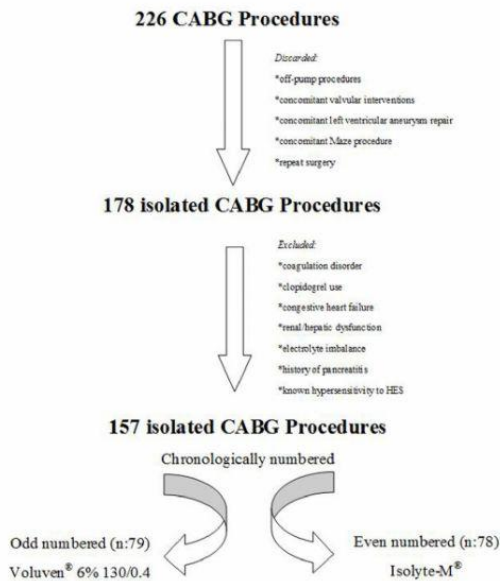 226 CABG Procedures
Discarded:
*off-pump procedures
*concomitant valvular interventions
*concomitant left ventricular aneurysm repair
*concomitant Maze procedure
*repeat surgery
178 isolated CABG Procedures
Excluded:
*coagulation disorder
*clopidogrel use
*congestive heart failure
*renal/hepatic dysfunction
*electrolyte imbalance
*history of pancreatitis
*known hypersensitivity to HES
157 isolated CABG Procedures
Chronologically numbered
Odd numbered (n:79)
Voluven® 6% 130/0.4
Even numbered (n:78)
Isolyte-M®